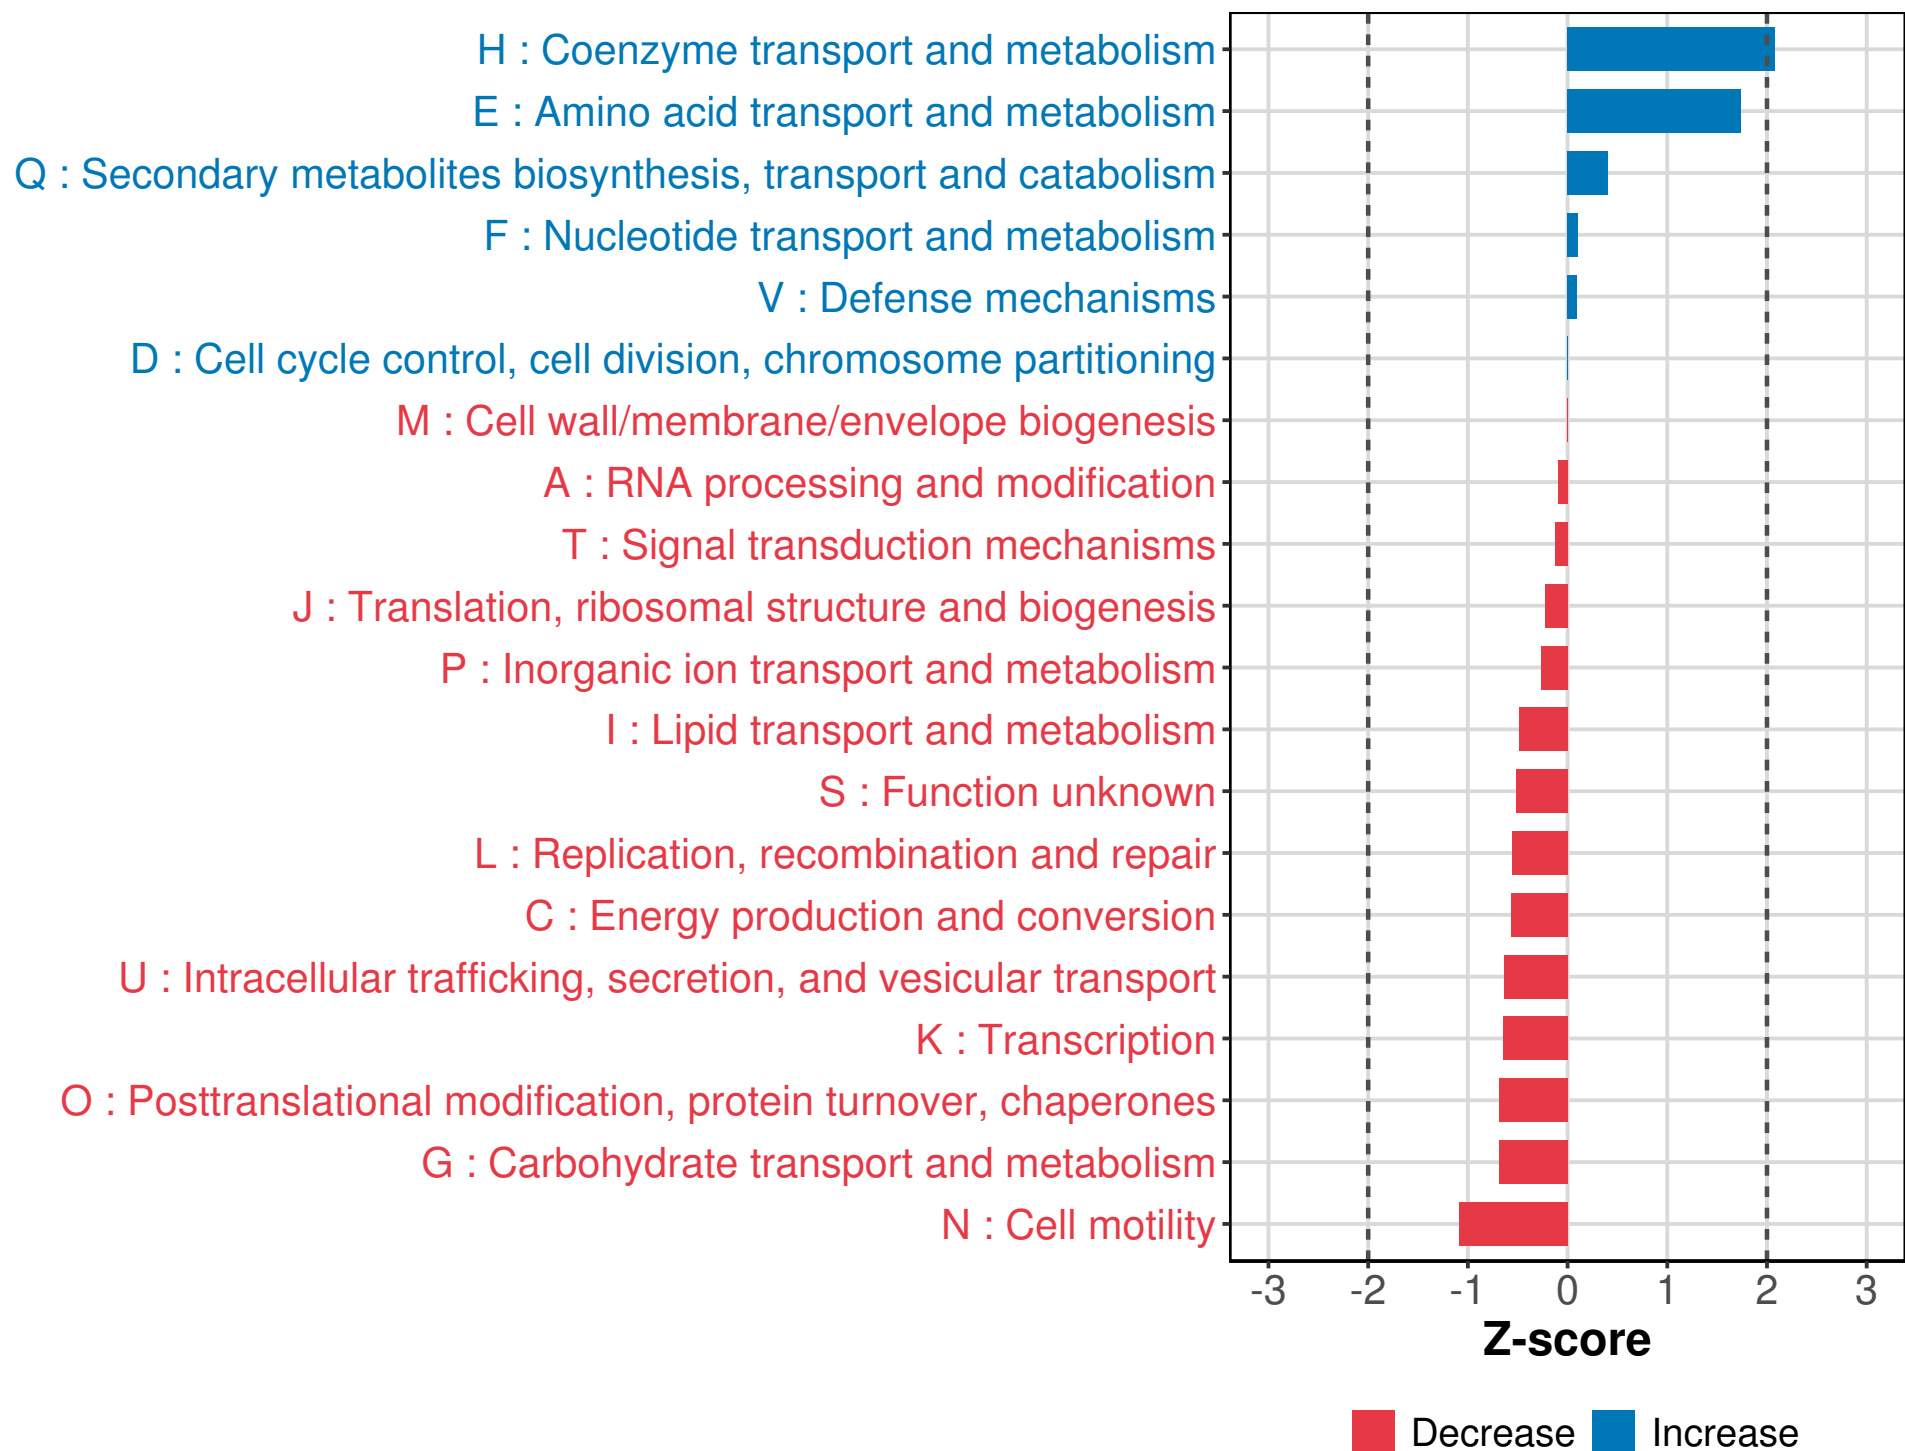 H : Coenzyme transport and metabolism
E : Amino acid transport and metabolism
Q : Secondary metabolites biosynthesis, transport and catabolism
F : Nucleotide transport and metabolism
V : Defense mechanisms
D : Cell cycle control, cell division, chromosome partitioning
M : Cell wall/membrane/envelope biogenesis
A : RNA processing and modification
T : Signal transduction mechanisms
J : Translation, ribosomal structure and biogenesis
P : Inorganic ion transport and metabolism
I : Lipid transport and metabolism
S : Function unknown
L : Replication, recombination and repair
C : Energy production and conversion
U : Intracellular trafficking, secretion, and vesicular transport
K : Transcription
O : Posttranslational modification, protein turnover, chaperones
G : Carbohydrate transport and metabolism
N : Cell motility
-3 -2 -1 0 1 2 3
Z-score
Decrease Increase